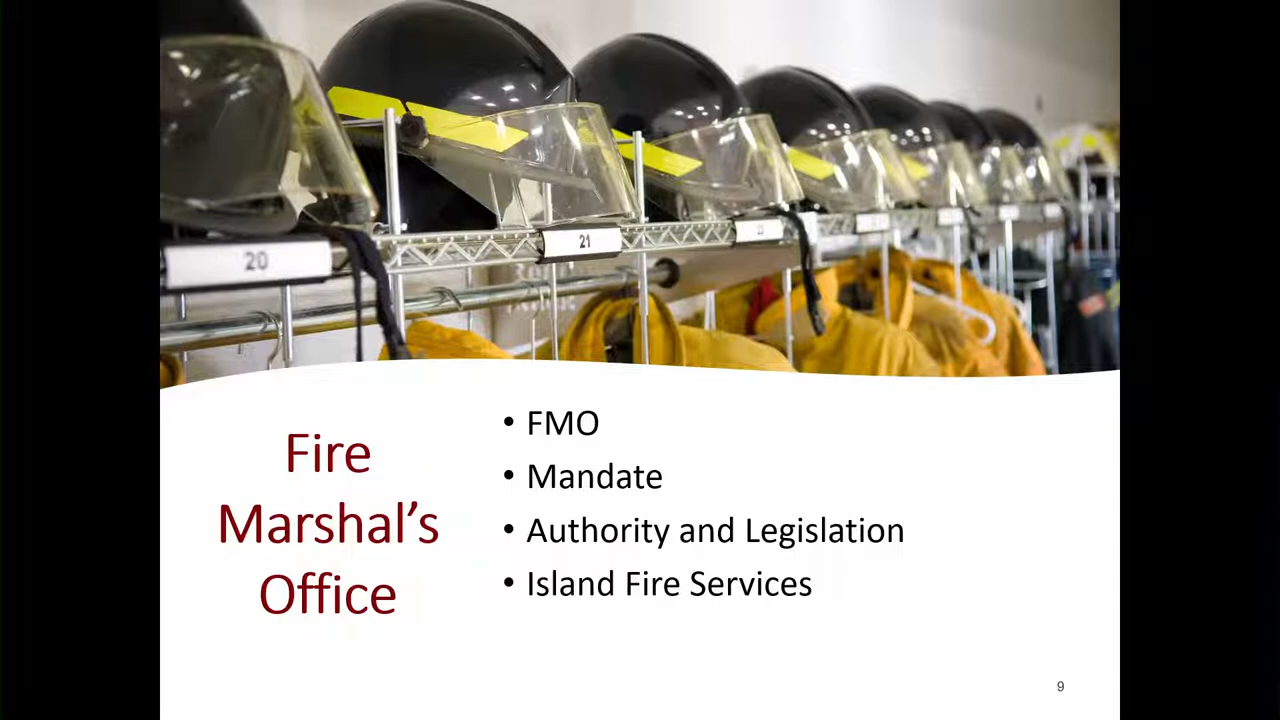 20
21
Fire
Marshal’s
Office
• FMO
• Mandate
• Authority and Legislation
• Island Fire Services
9